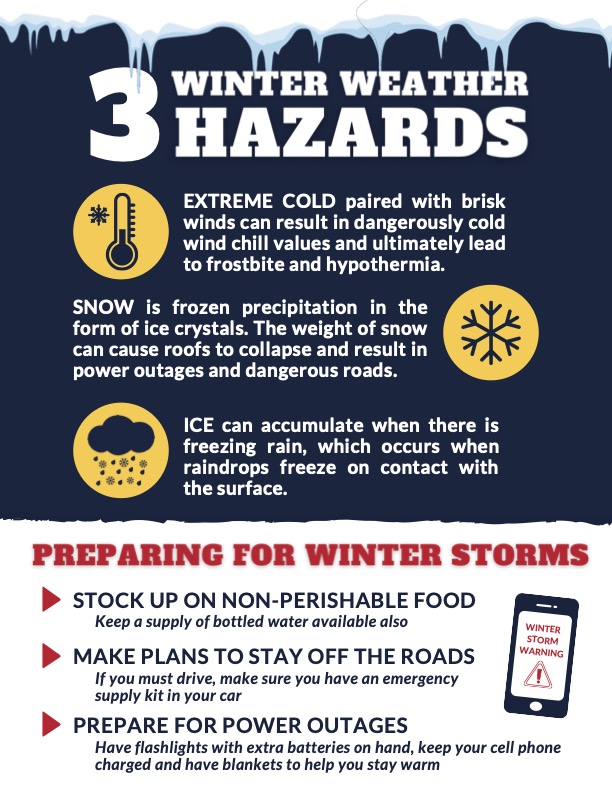 3 WINTER WEATHER
HAZARDS
EXTREME COLD paired with brisk
winds can result in dangerously cold
wind chill values and ultimately lead
to frostbite and hypothermia.
SNOW is frozen precipitation in the
form of ice crystals. The weight of snow
can cause roofs to collapse and result in
power outages and dangerous roads.
ICE can accumulate when there is
freezing rain, which occurs when
raindrops freeze on contact with
the surface.
PREPARING FOR WINTER STORMS
STOCK UP ON NON-PERISHABLE FOOD
Keep a supply of bottled water available also
MAKE PLANS TO STAY OFF THE ROADS
If you must drive, make sure you have an emergency
supply kit in your car
PREPARE FOR POWER OUTAGES
Have flashlights with extra batteries on hand, keep your cell phone
charged and have blankets to help you stay warm
WINTER
STORM
WARNING
!